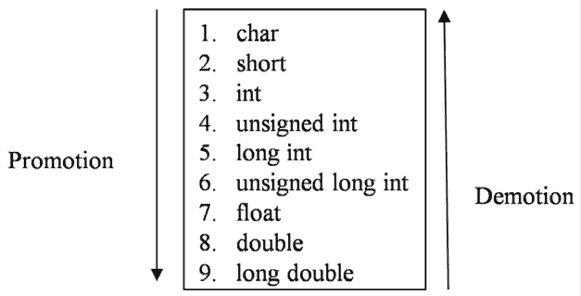 1. char
2. short
3. int
4. unsigned int
5. long int
Promotion
6. unsigned long int
Demotion
7. float
8. double
9. long double